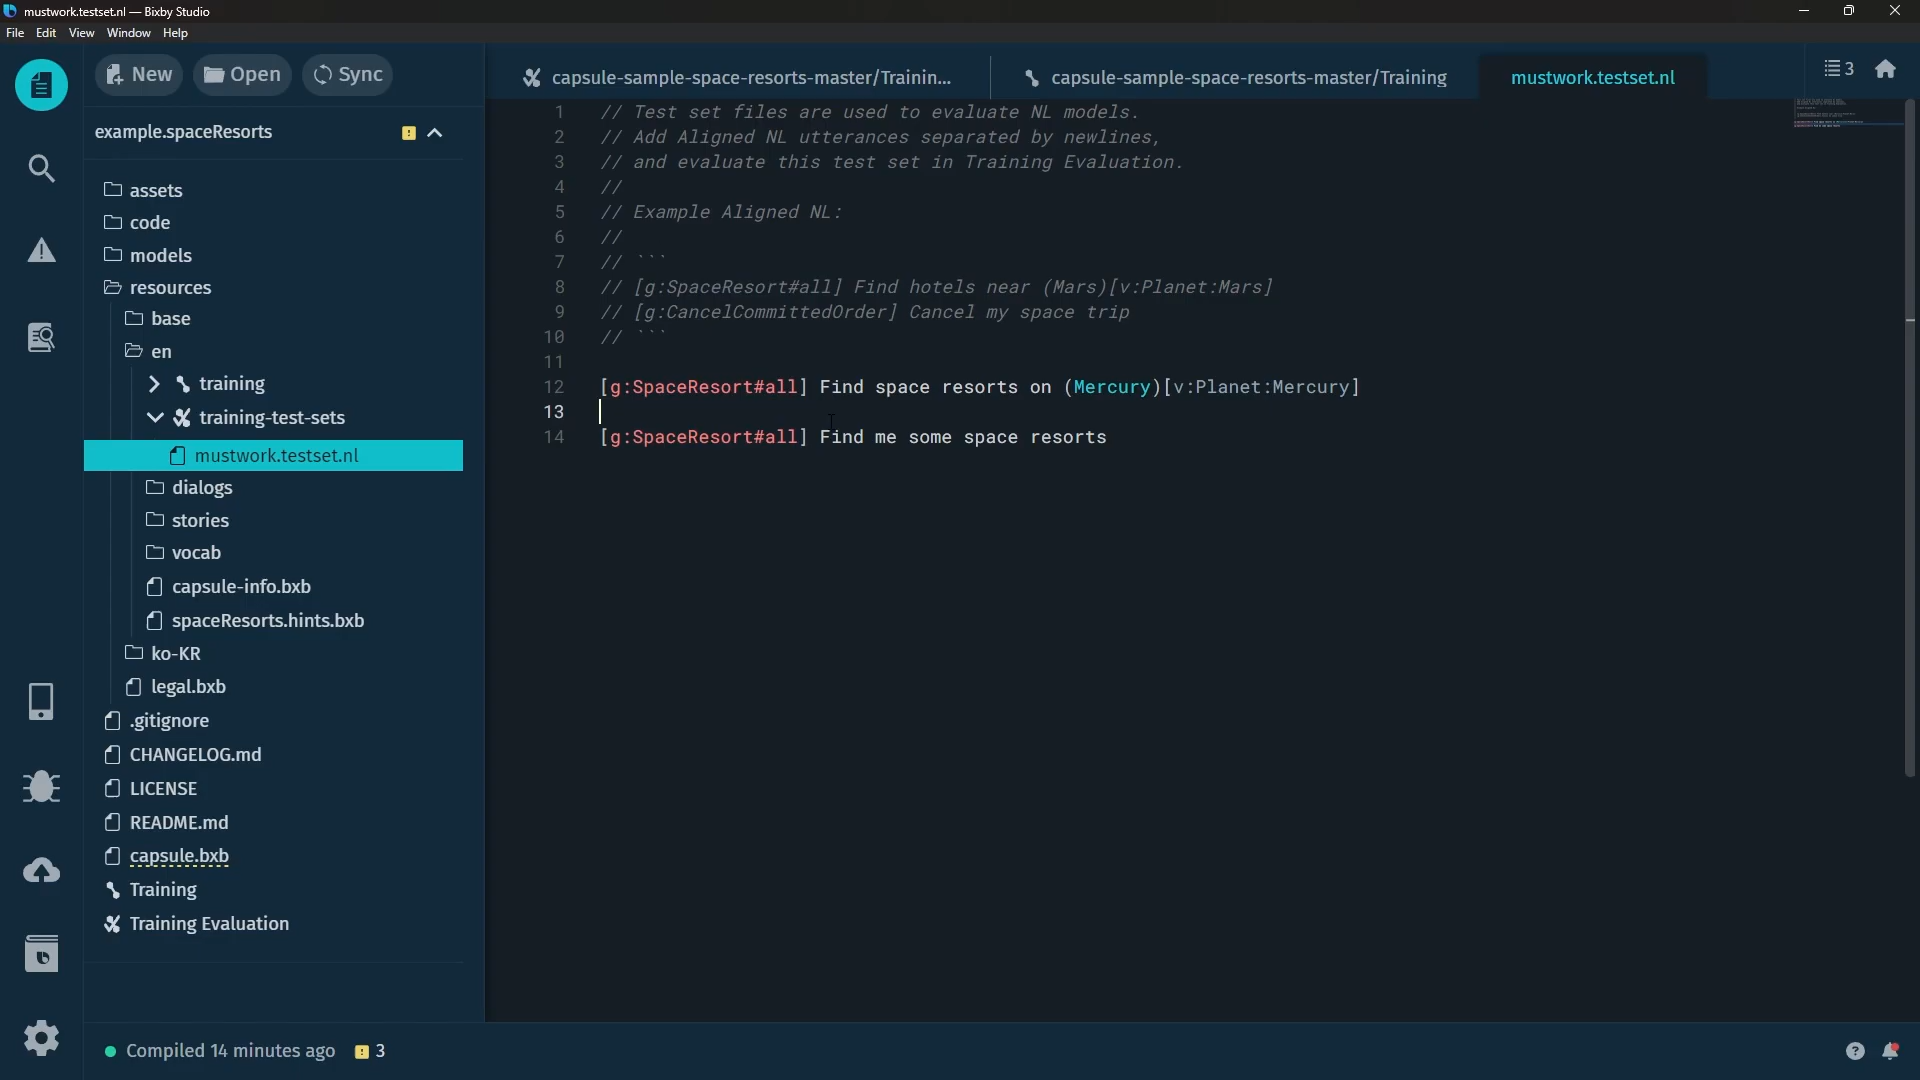 mustwork.testset.nl — Bixby Studio
File Edit View Window Help
New Open Sync
capsule-sample-space-resorts-master/Trainin... capsule-sample-space-resorts-master/Training mustwork.testset.nl 3
example.spaceResorts
assets
code
models
resources
base
en
training
training-test-sets
mustwork.testset.nl
dialogs
stories
vocab
capsule-info.bxb
spaceResorts.hints.bxb
ko-KR
legal.bxb
.gitignore
CHANGELOG.md
LICENSE
README.md
capsule.bxb
Training
Training Evaluation
1 // Test set files are used to evaluate NL models.
2 // Add Aligned NL utterances separated by newlines,
3 // and evaluate this test set in Training Evaluation.
4 //
5 // Example Aligned NL:
6 //
7 // ```
8 // [g:SpaceResort#all] Find hotels near (Mars)[v:Planet:Mars]
9 // [g:CancelCommittedOrder] Cancel my space trip
10 // ```
11
12 [g:SpaceResort#all] Find space resorts on (Mercury)[v:Planet:Mercury]
13
14 [g:SpaceResort#all] Find me some space resorts
Compiled 14 minutes ago 3